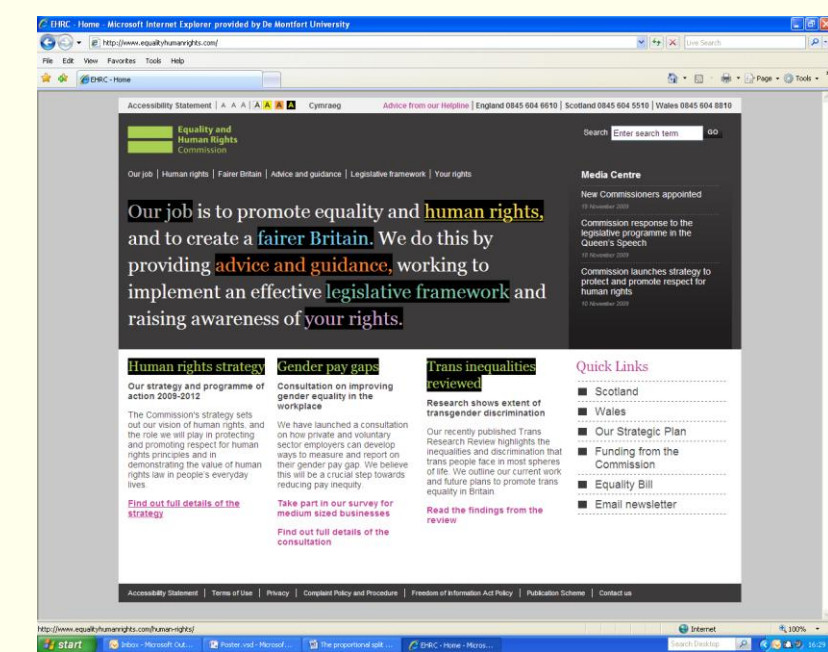 EHRC - Home - Microsoft Internet Explorer provided by De Montfort University
http://www.equalityhumanrights.com/
Live Search
File Edit View Favorites Tools Help
EHRC - Home
Page Tools
Accessibility Statement | A A A | A A A A Cymraeg Advice from our Helpline | England 0845 604 6610 | Scotland 0845 604 5510 | Wales 0845 604 8810
Equality and
Human Rights
Commission
Search Enter search term GO
Our job | Human rights | Fairer Britain | Advice and guidance | Legislative framework | Your rights
Our job is to promote equality and human rights,
and to create a fairer Britain. We do this by
providing advice and guidance, working to
implement an effective legislative framework and
raising awareness of your rights.
Media Centre
New Commissioners appointed
Commission response to the
legislative programme in the
Queen's Speech
Commission launches strategy to
protect and promote respect for
human rights
Human rights strategy
Our strategy and programme of
action 2009-2012
The Commission's strategy sets
out our vision of human rights, and
the role we will play in protecting
and promoting respect for human
rights principles and in
demonstrating the value of human
rights law in people's everyday
lives.
Find out full details of the
strategy
Gender pay gaps
Consultation on improving
gender equality in the
workplace
We have launched a consultation
on how private and voluntary
sector employers can develop
ways to measure and report on
their gender pay gap. We believe
this will be a crucial step towards
reducing pay inequity.
Take part in our survey for
medium sized businesses
Find out full details of the
consultation
Trans inequalities
reviewed
Research shows extent of
transgender discrimination
Our recently published Trans
Research Review highlights the
inequalities and discrimination that
trans people face in most spheres
of life. We outline our current work
and future plans to promote trans
equality in Britain.
Read the findings from the
review
Quick Links
Scotland
Wales
Our Strategic Plan
Funding from the
Commission
Equality Bill
Email newsletter
Accessability Statement | Terms of Use | Privacy | Complaint Policy and Procedure | Freedom of Information Act Policy | Publication Scheme | Contact us
http://www.equalityhumanrights.com/human-rights/
Internet 100%
start Inbox - Microsoft Out... Poster.vsd - Microsof... The proportional split ... EHRC - Home - Micros... Search Desktop 16:29